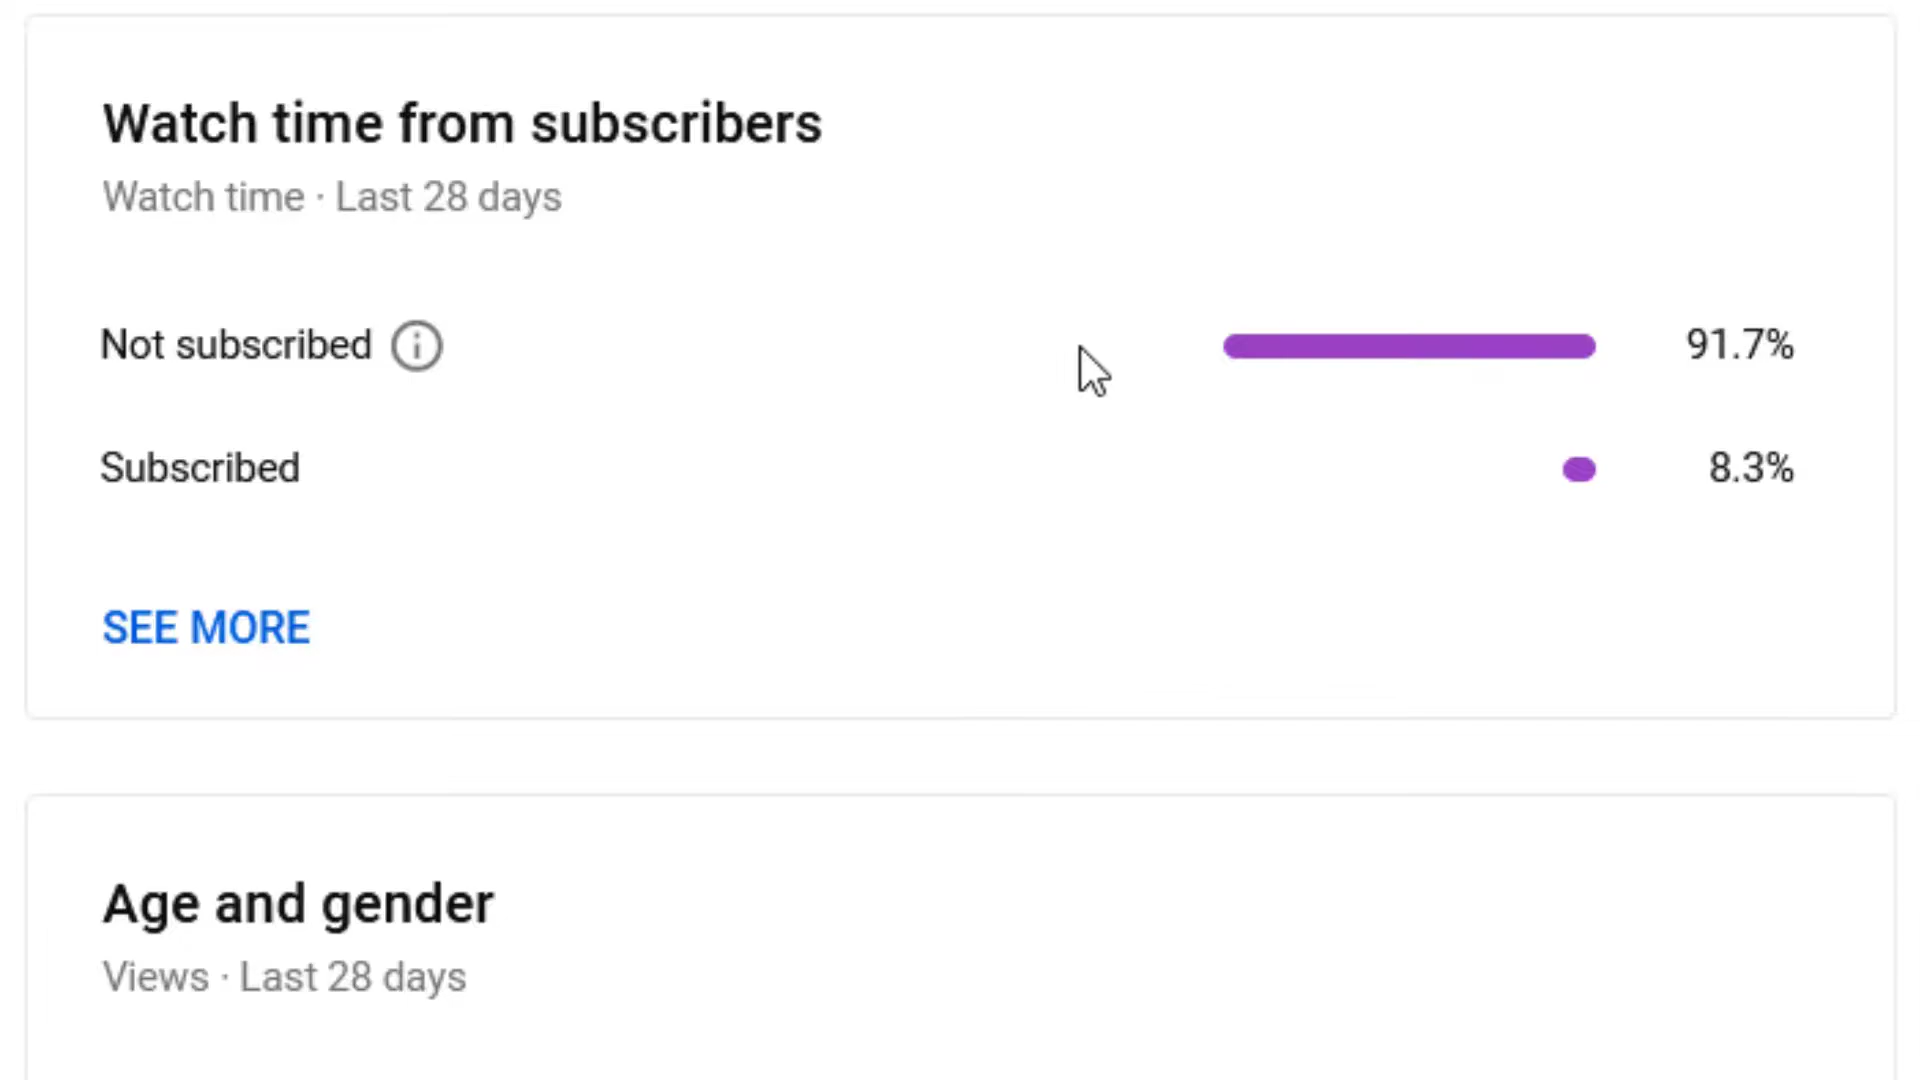 Watch time from subscribers
Watch time · Last 28 days
Not subscribed 91.7%
Subscribed 8.3%
SEE MORE
Age and gender
Views · Last 28 days